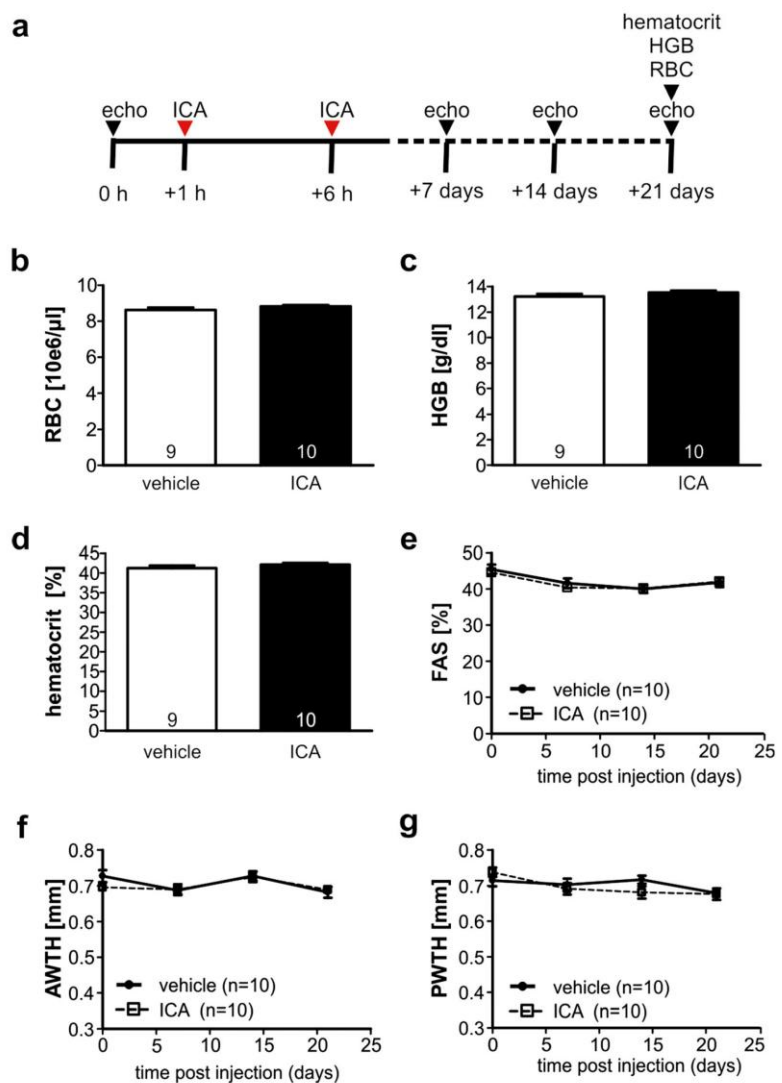 a
hematocrit
HGB
RBC
echo ICA ICA echo echo echo
0 h +1 h +6 h +7 days +14 days +21 days
b
RBC [10e6/µl]
10
8
6
4
2
0
9 10
vehicle ICA
c
HGB [g/dl]
14
12
10
8
6
4
2
0
9 10
vehicle ICA
d
hematocrit [%]
45
40
35
30
25
20
15
10
5
0
9 10
vehicle ICA
e
FAS [%]
50
40
30
20
10
0
vehicle (n=10)
ICA (n=10)
0 5 10 15 20 25
time post injection (days)
f
AWTH [mm]
0.8
0.7
0.6
0.5
0.4
0.3
vehicle (n=10)
ICA (n=10)
0 5 10 15 20 25
time post injection (days)
g
PWTH [mm]
0.8
0.7
0.6
0.5
0.4
0.3
vehicle (n=10)
ICA (n=10)
0 5 10 15 20 25
time post injection (days)